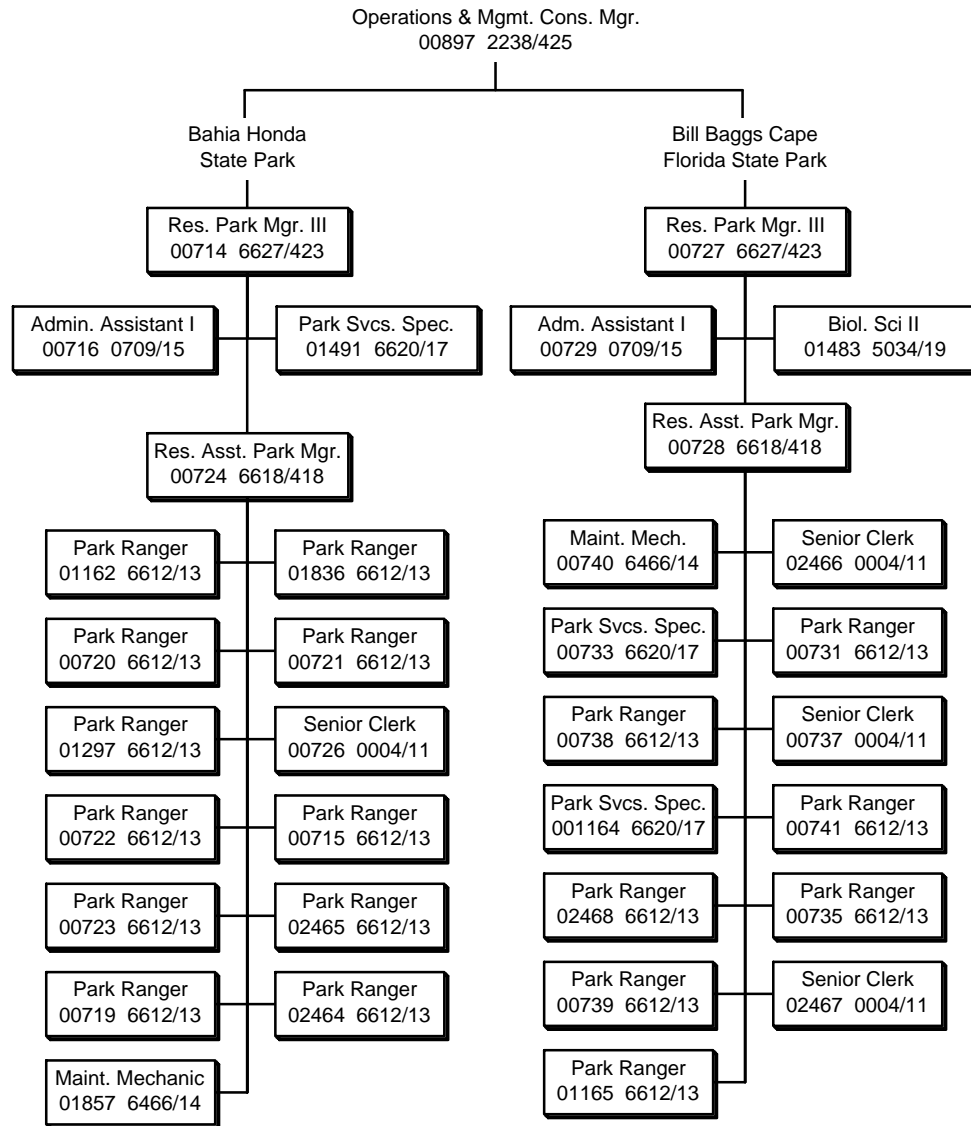 Operations & Mgmt. Cons. Mgr.
00897 2238/425
Bahia Honda
State Park
Bill Baggs Cape
Florida State Park
Res. Park Mgr. III
00714 6627/423
Res. Park Mgr. III
00727 6627/423
Admin. Assistant I
00716 0709/15
Park Svcs. Spec.
01491 6620/17
Adm. Assistant I
00729 0709/15
Biol. Sci II
01483 5034/19
Res. Asst. Park Mgr.
00724 6618/418
Res. Asst. Park Mgr.
00728 6618/418
Park Ranger
01162 6612/13
Park Ranger
01836 6612/13
Maint. Mech.
00740 6466/14
Senior Clerk
02466 0004/11
Park Ranger
00720 6612/13
Park Ranger
00721 6612/13
Park Svcs. Spec.
00733 6620/17
Park Ranger
00731 6612/13
Park Ranger
01297 6612/13
Senior Clerk
00726 0004/11
Park Ranger
00738 6612/13
Senior Clerk
00737 0004/11
Park Ranger
00722 6612/13
Park Ranger
00715 6612/13
Park Svcs. Spec.
001164 6620/17
Park Ranger
00741 6612/13
Park Ranger
00723 6612/13
Park Ranger
02465 6612/13
Park Ranger
02468 6612/13
Park Ranger
00735 6612/13
Park Ranger
00719 6612/13
Park Ranger
02464 6612/13
Park Ranger
00739 6612/13
Senior Clerk
02467 0004/11
Maint. Mechanic
01857 6466/14
Park Ranger
01165 6612/13